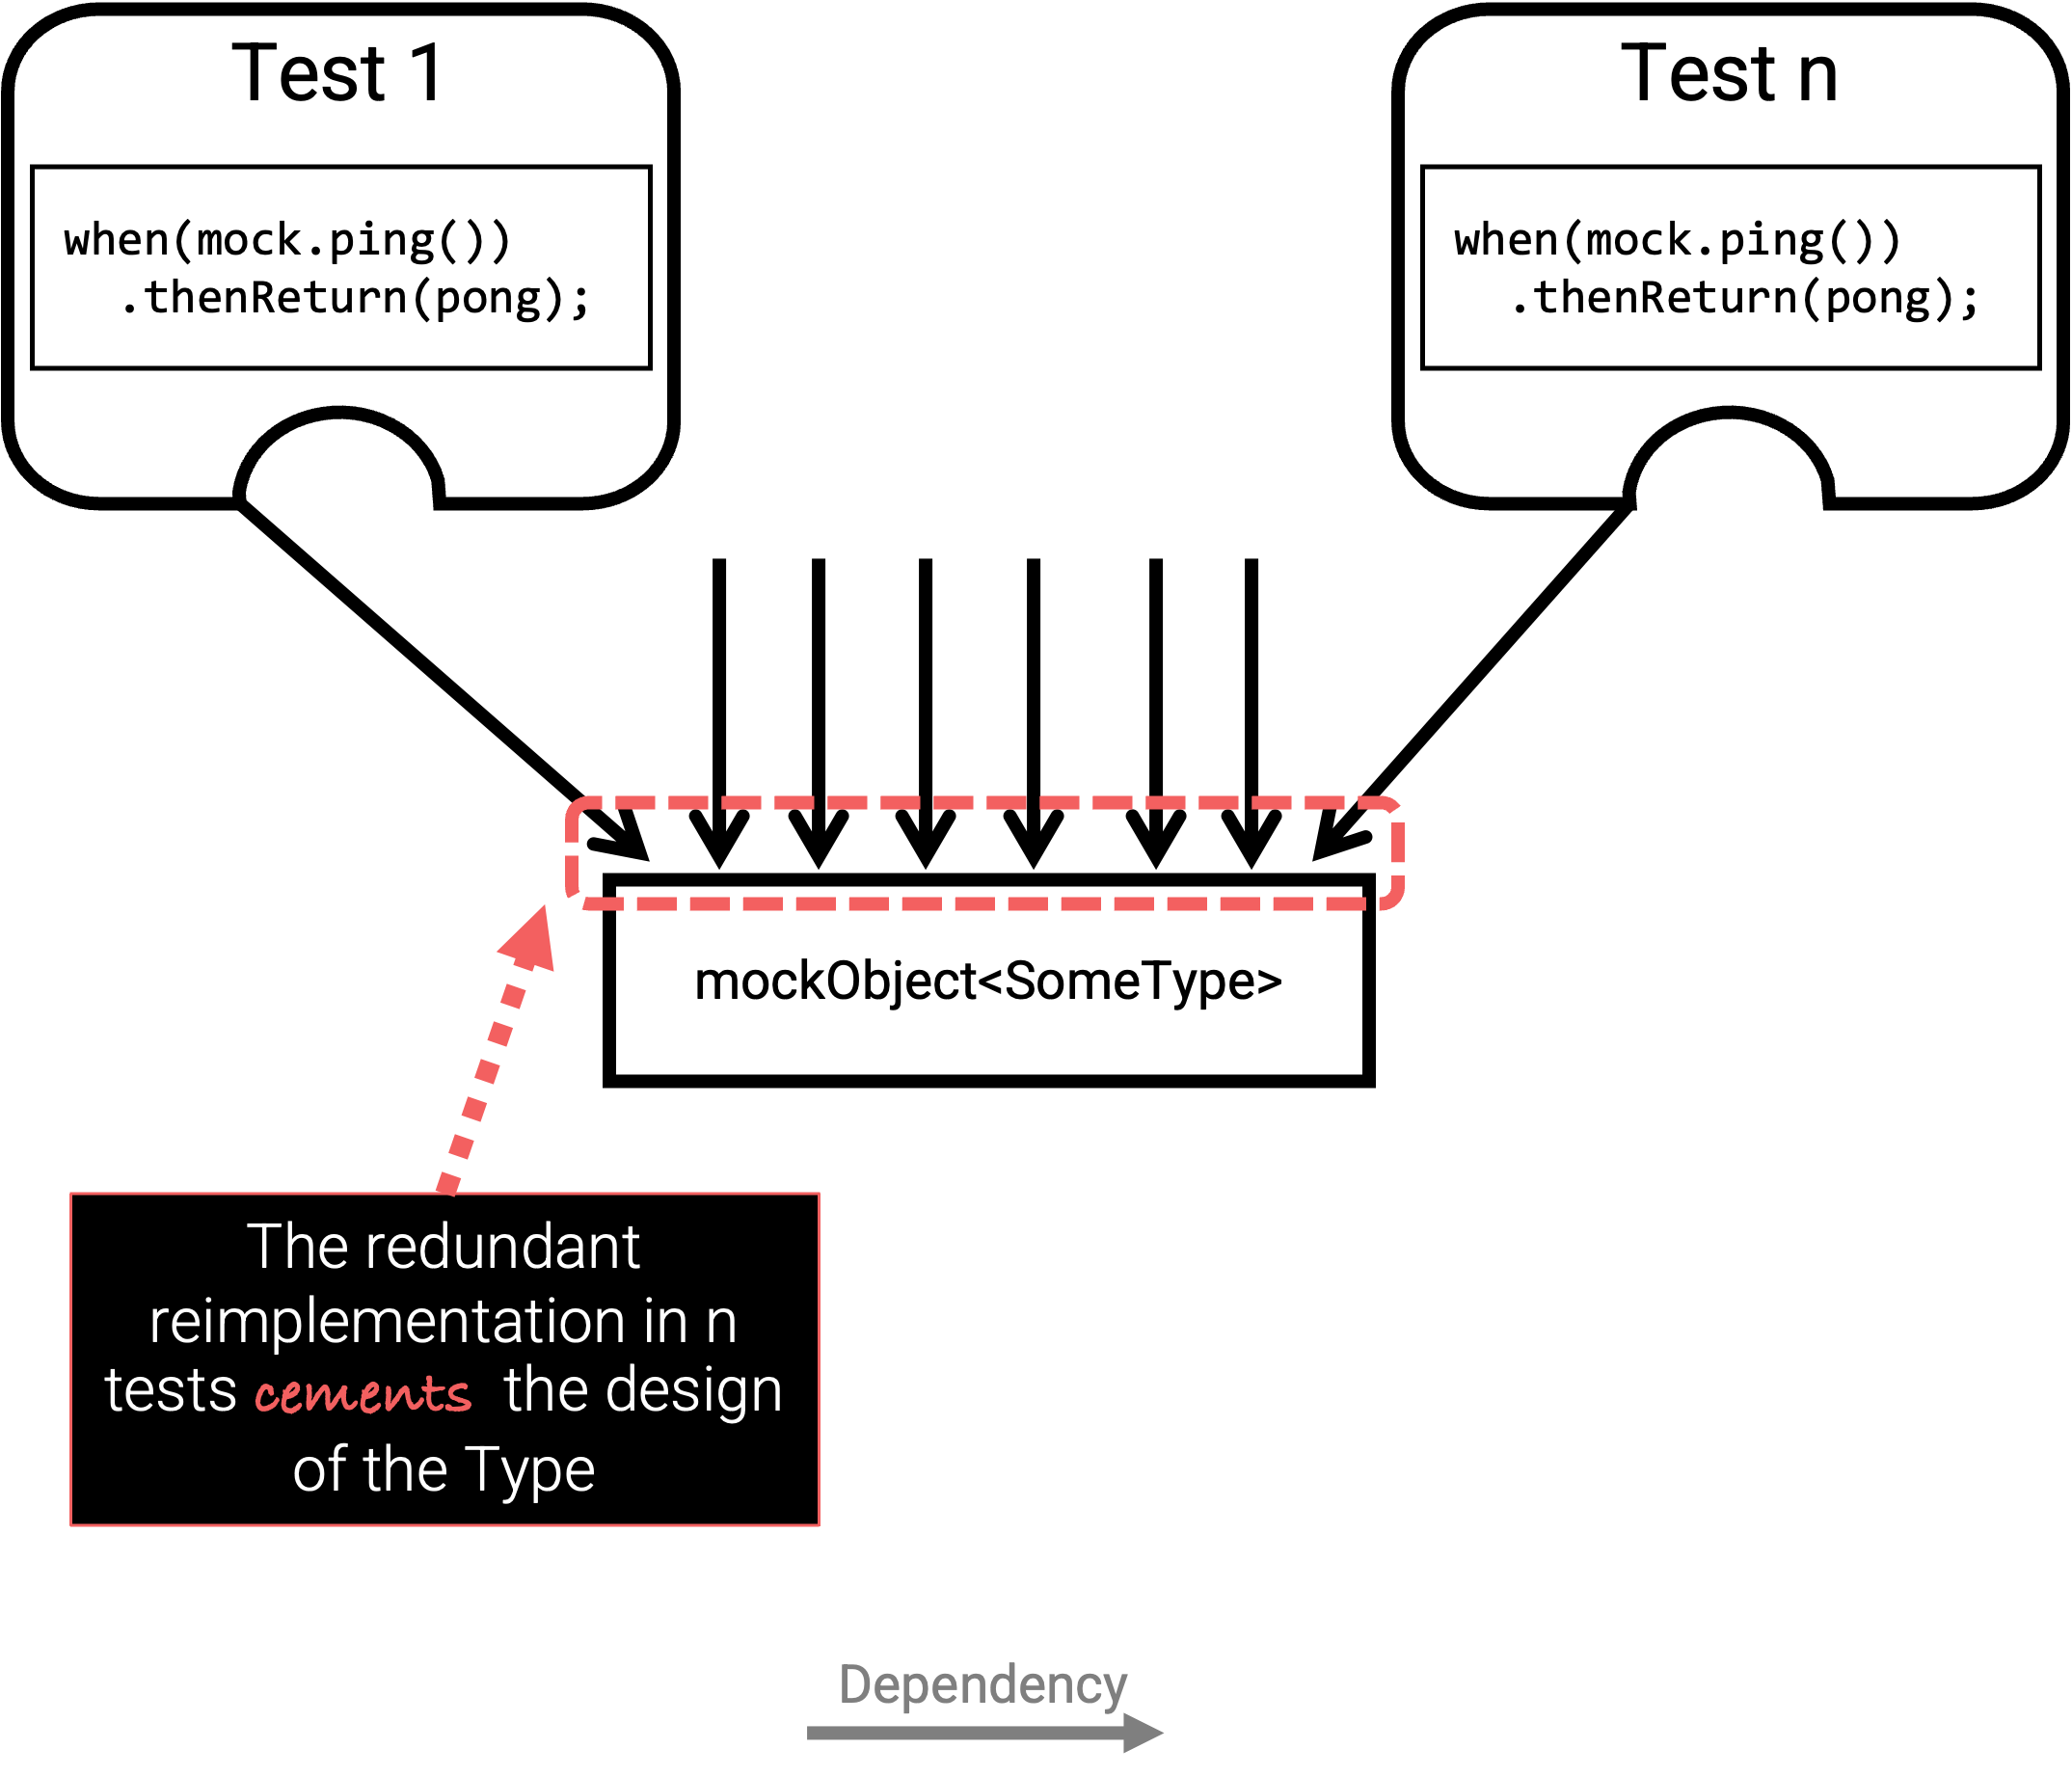 Test 1
when(mock.ping())
.thenReturn(pong);
Test n
when(mock.ping())
.thenReturn(pong);
mockObject<SomeType>
The redundant
reimplementation in n
tests cements the design
of the Type
Dependency